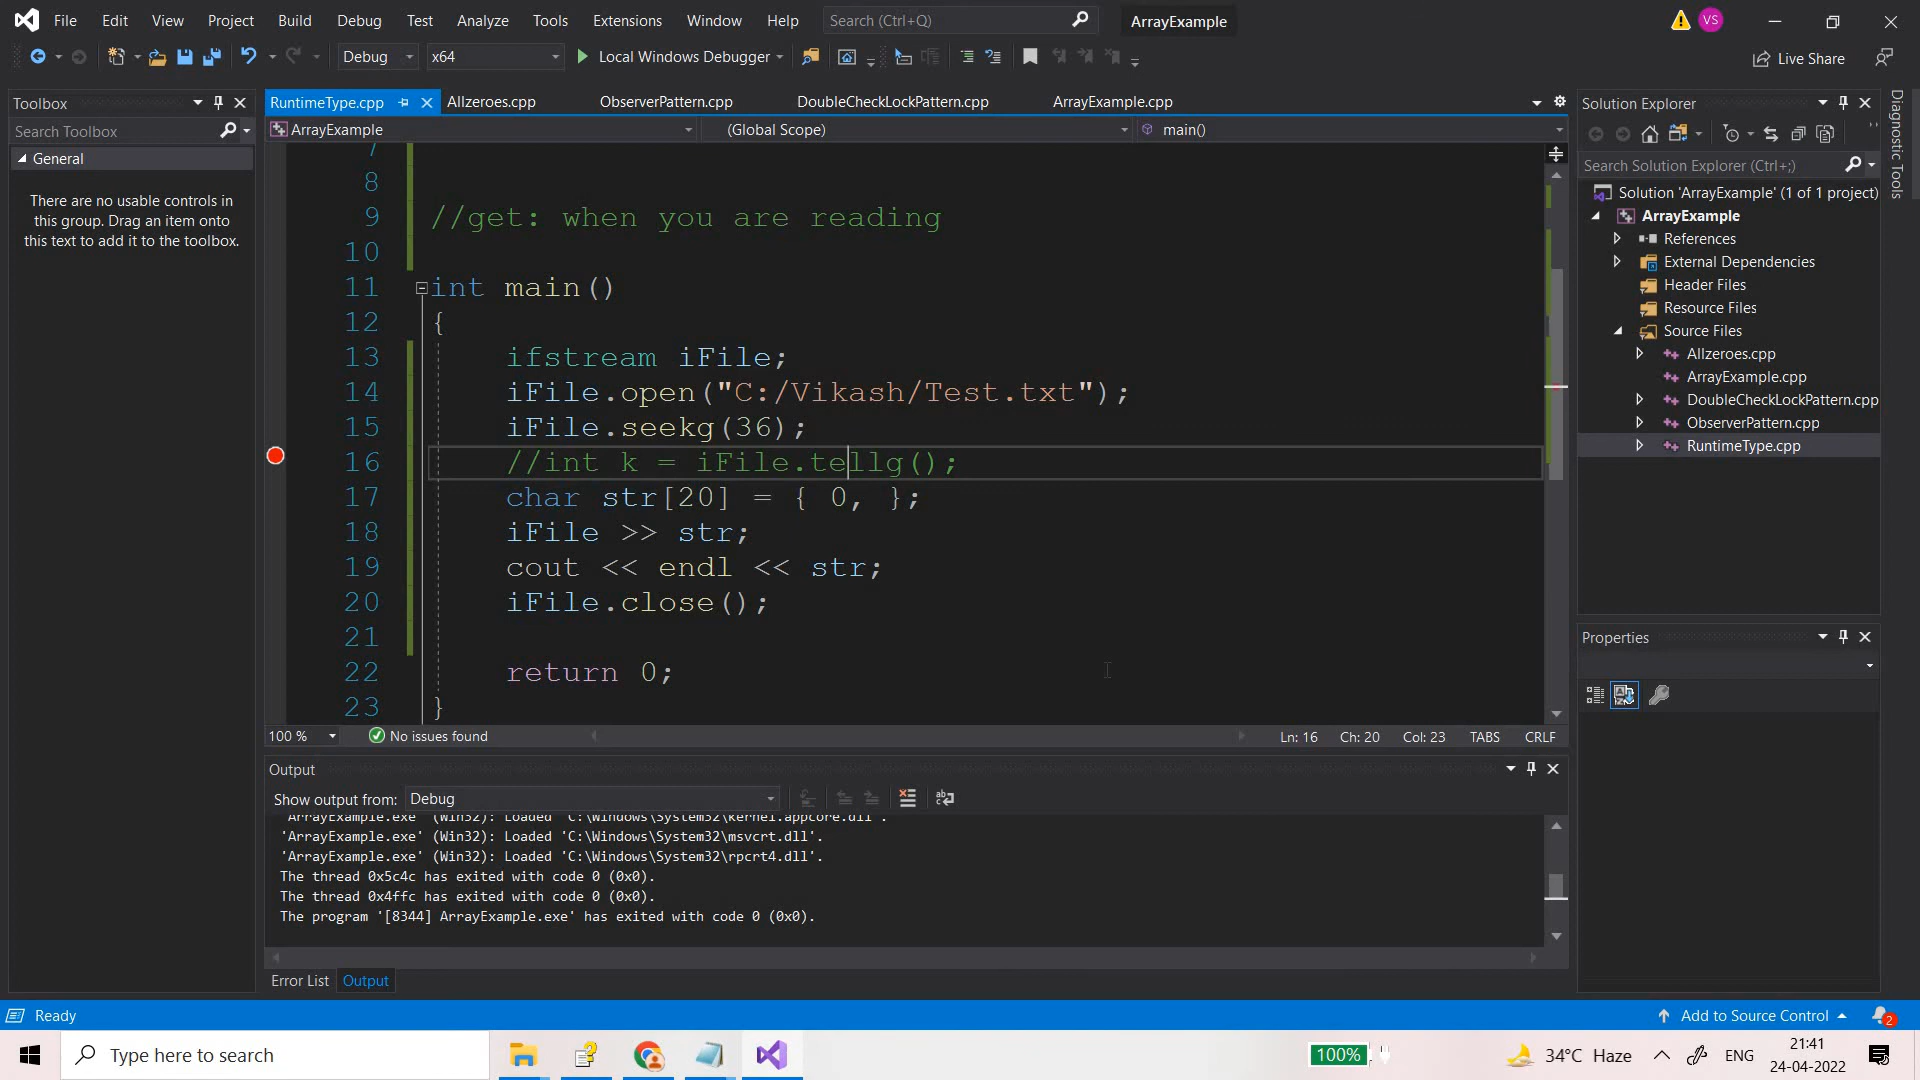 File Edit View Project Build Debug Test Analyze Tools Extensions Window Help Search (Ctrl+Q) ArrayExample VS
Debug x64 Local Windows Debugger Live Share
Toolbox
Search Toolbox
General
There are no usable controls in
this group. Drag an item onto
this text to add it to the toolbox.
RuntimeType.cpp Allzeroes.cpp ObserverPattern.cpp DoubleCheckLockPattern.cpp ArrayExample.cpp
ArrayExample (Global Scope) main()
7
8
9 //get: when you are reading
10
11 int main()
12 {
13 ifstream iFile;
14 iFile.open("C:/Vikash/Test.txt");
15 iFile.seekg(36);
16 //int k = iFile.tellg();
17 char str[20] = { 0, };
18 iFile >> str;
19 cout << endl << str;
20 iFile.close();
21
22 return 0;
23 }
100 % No issues found Ln: 16 Ch: 20 Col: 23 TABS CRLF
Output
Show output from: Debug
'ArrayExample.exe' (Win32): Loaded 'C:\Windows\System32\kernel.appcore.dll'.
'ArrayExample.exe' (Win32): Loaded 'C:\Windows\System32\msvcrt.dll'.
'ArrayExample.exe' (Win32): Loaded 'C:\Windows\System32\rpcrt4.dll'.
The thread 0x5c4c has exited with code 0 (0x0).
The thread 0x4ffc has exited with code 0 (0x0).
The program '[8344] ArrayExample.exe' has exited with code 0 (0x0).
Error List Output
Solution Explorer
Search Solution Explorer (Ctrl+;)
Solution 'ArrayExample' (1 of 1 project)
ArrayExample
References
External Dependencies
Header Files
Resource Files
Source Files
Allzeroes.cpp
ArrayExample.cpp
DoubleCheckLockPattern.cpp
ObserverPattern.cpp
RuntimeType.cpp
Properties
Diagnostic Tools
Ready Add to Source Control 2
Type here to search 100% 34°C Haze ENG 21:41
24-04-2022